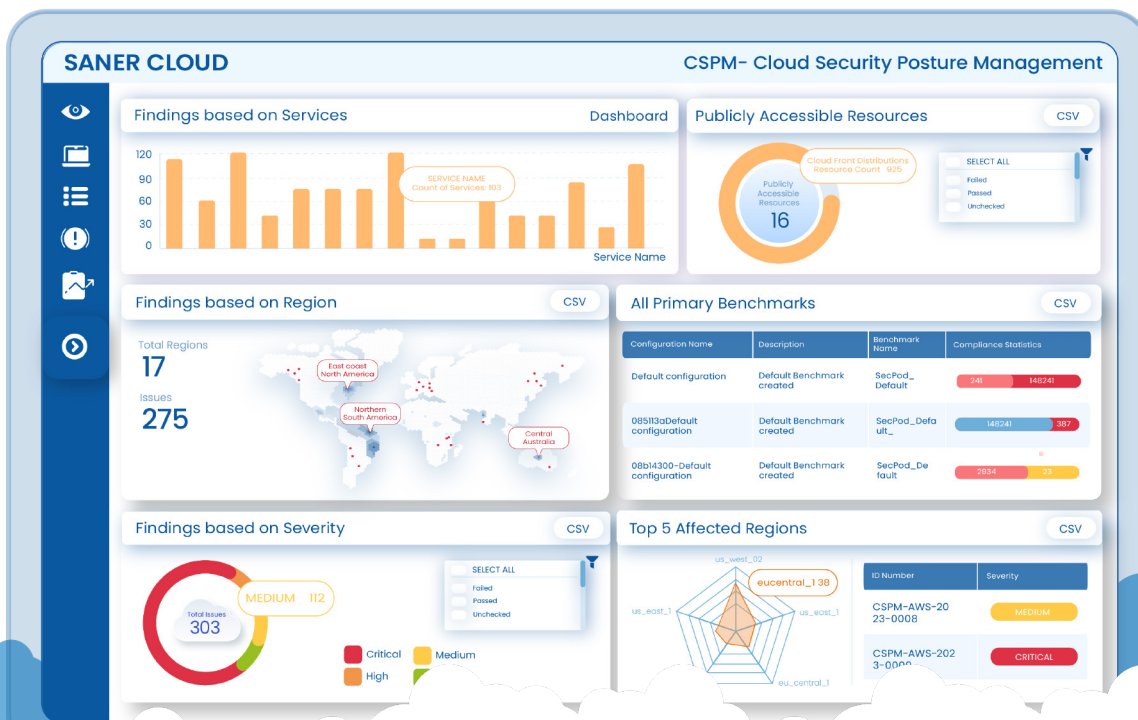 SANER CLOUD
CSPM- Cloud Security Posture Management
Findings based on Services
Dashboard
120
90
60
30
0
SERVICE NAME
Count of Services: 103
Service Name
Publicly Accessible Resources
CSV
Publicly
Accessible
Resources
16
Cloud Front Distributions
Resource Count 925
SELECT ALL
Failed
Passed
Unchecked
Findings based on Region
CSV
Total Regions
17
Issues
275
East coast
North America
Northern
South America
Central
Australia
All Primary Benchmarks
CSV
Configuration Name
Description
Benchmark
Name
Compliance Statistics
Default configuration
Default Benchmark
created
SecPod_
Default
241
148241
085113aDefault
configuration
Default Benchmark
created
SecPod_Defa
ult_
148241
387
08b14300-Default
configuration
Default Benchmark
created
SecPod_De
fault
2934
23
Findings based on Severity
CSV
Total Issues
303
MEDIUM 112
SELECT ALL
Failed
Passed
Unchecked
Critical
Medium
High
Top 5 Affected Regions
CSV
us_west_02
eucentral_1 38
us_east_1
us_east_1
eu_central_1
ID Number
Severity
CSPM-AWS-20
23-0008
MEDIUM
CSPM-AWS-202
3-0009
CRITICAL